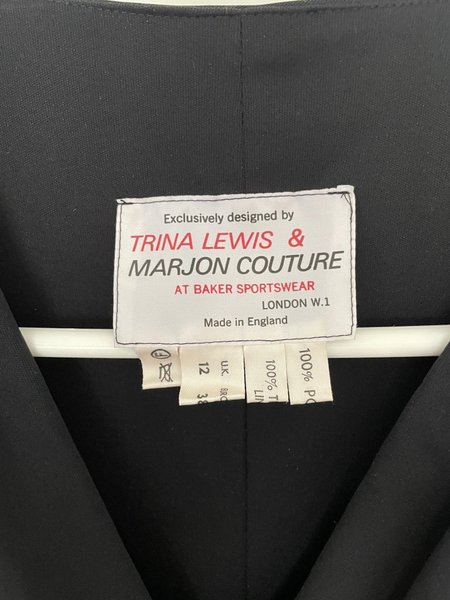 Exclusively designed by
TRINA LEWIS &
MARJON COUTURE
AT BAKER SPORTSWEAR
LONDON W.1
Made in England
UK
12
38
100%
100%